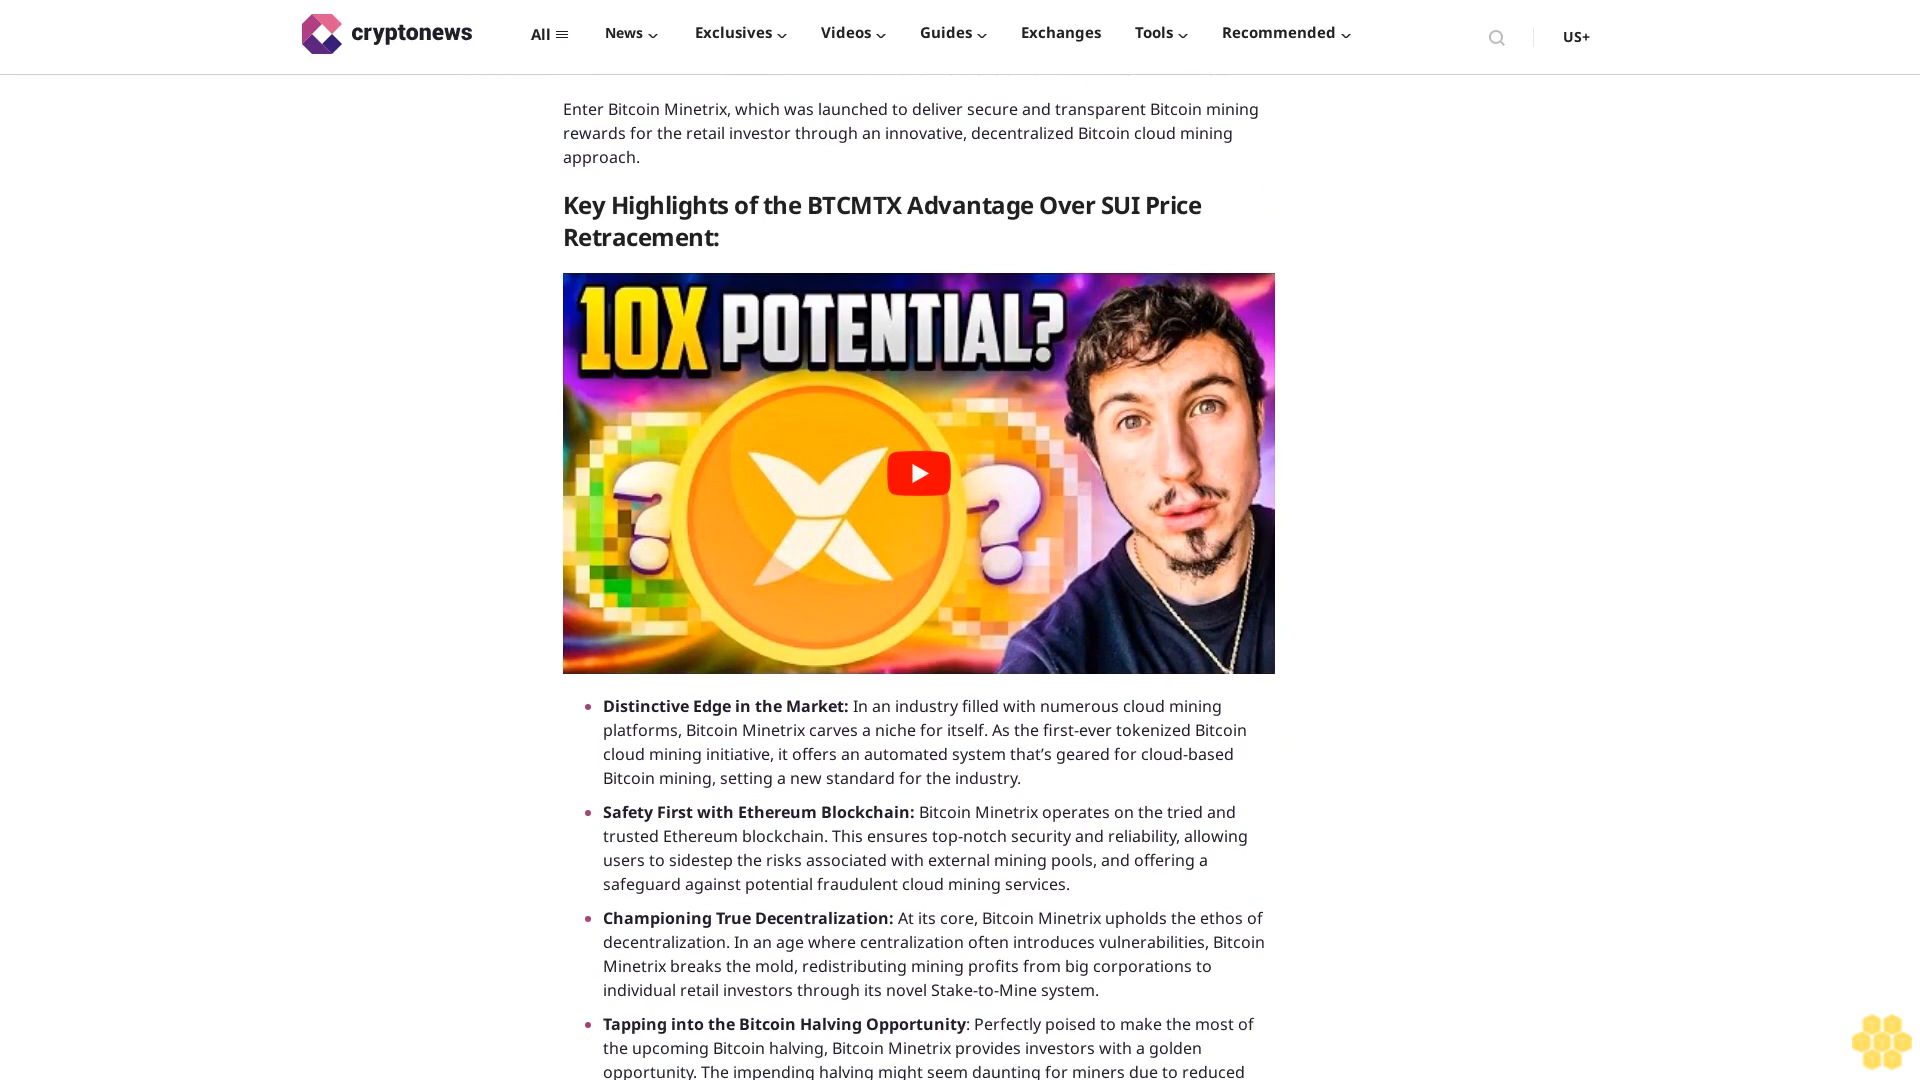 cryptonews
All
News
Exclusives
Videos
Guides
Exchanges
Tools
Recommended
US+
Enter Bitcoin Minetrix, which was launched to deliver secure and transparent Bitcoin mining
rewards for the retail investor through an innovative, decentralized Bitcoin cloud mining
approach.
Key Highlights of the BTCMTX Advantage Over SUI Price
Retracement:
10X POTENTIAL?
? ?
Distinctive Edge in the Market: In an industry filled with numerous cloud mining
platforms, Bitcoin Minetrix carves a niche for itself. As the first-ever tokenized Bitcoin
cloud mining initiative, it offers an automated system that’s geared for cloud-based
Bitcoin mining, setting a new standard for the industry.
Safety First with Ethereum Blockchain: Bitcoin Minetrix operates on the tried and
trusted Ethereum blockchain. This ensures top-notch security and reliability, allowing
users to sidestep the risks associated with external mining pools, and offering a
safeguard against potential fraudulent cloud mining services.
Championing True Decentralization: At its core, Bitcoin Minetrix upholds the ethos of
decentralization. In an age where centralization often introduces vulnerabilities, Bitcoin
Minetrix breaks the mold, redistributing mining profits from big corporations to
individual retail investors through its novel Stake-to-Mine system.
Tapping into the Bitcoin Halving Opportunity: Perfectly poised to make the most of
the upcoming Bitcoin halving, Bitcoin Minetrix provides investors with a golden
opportunity. The impending halving might seem daunting for miners due to reduced